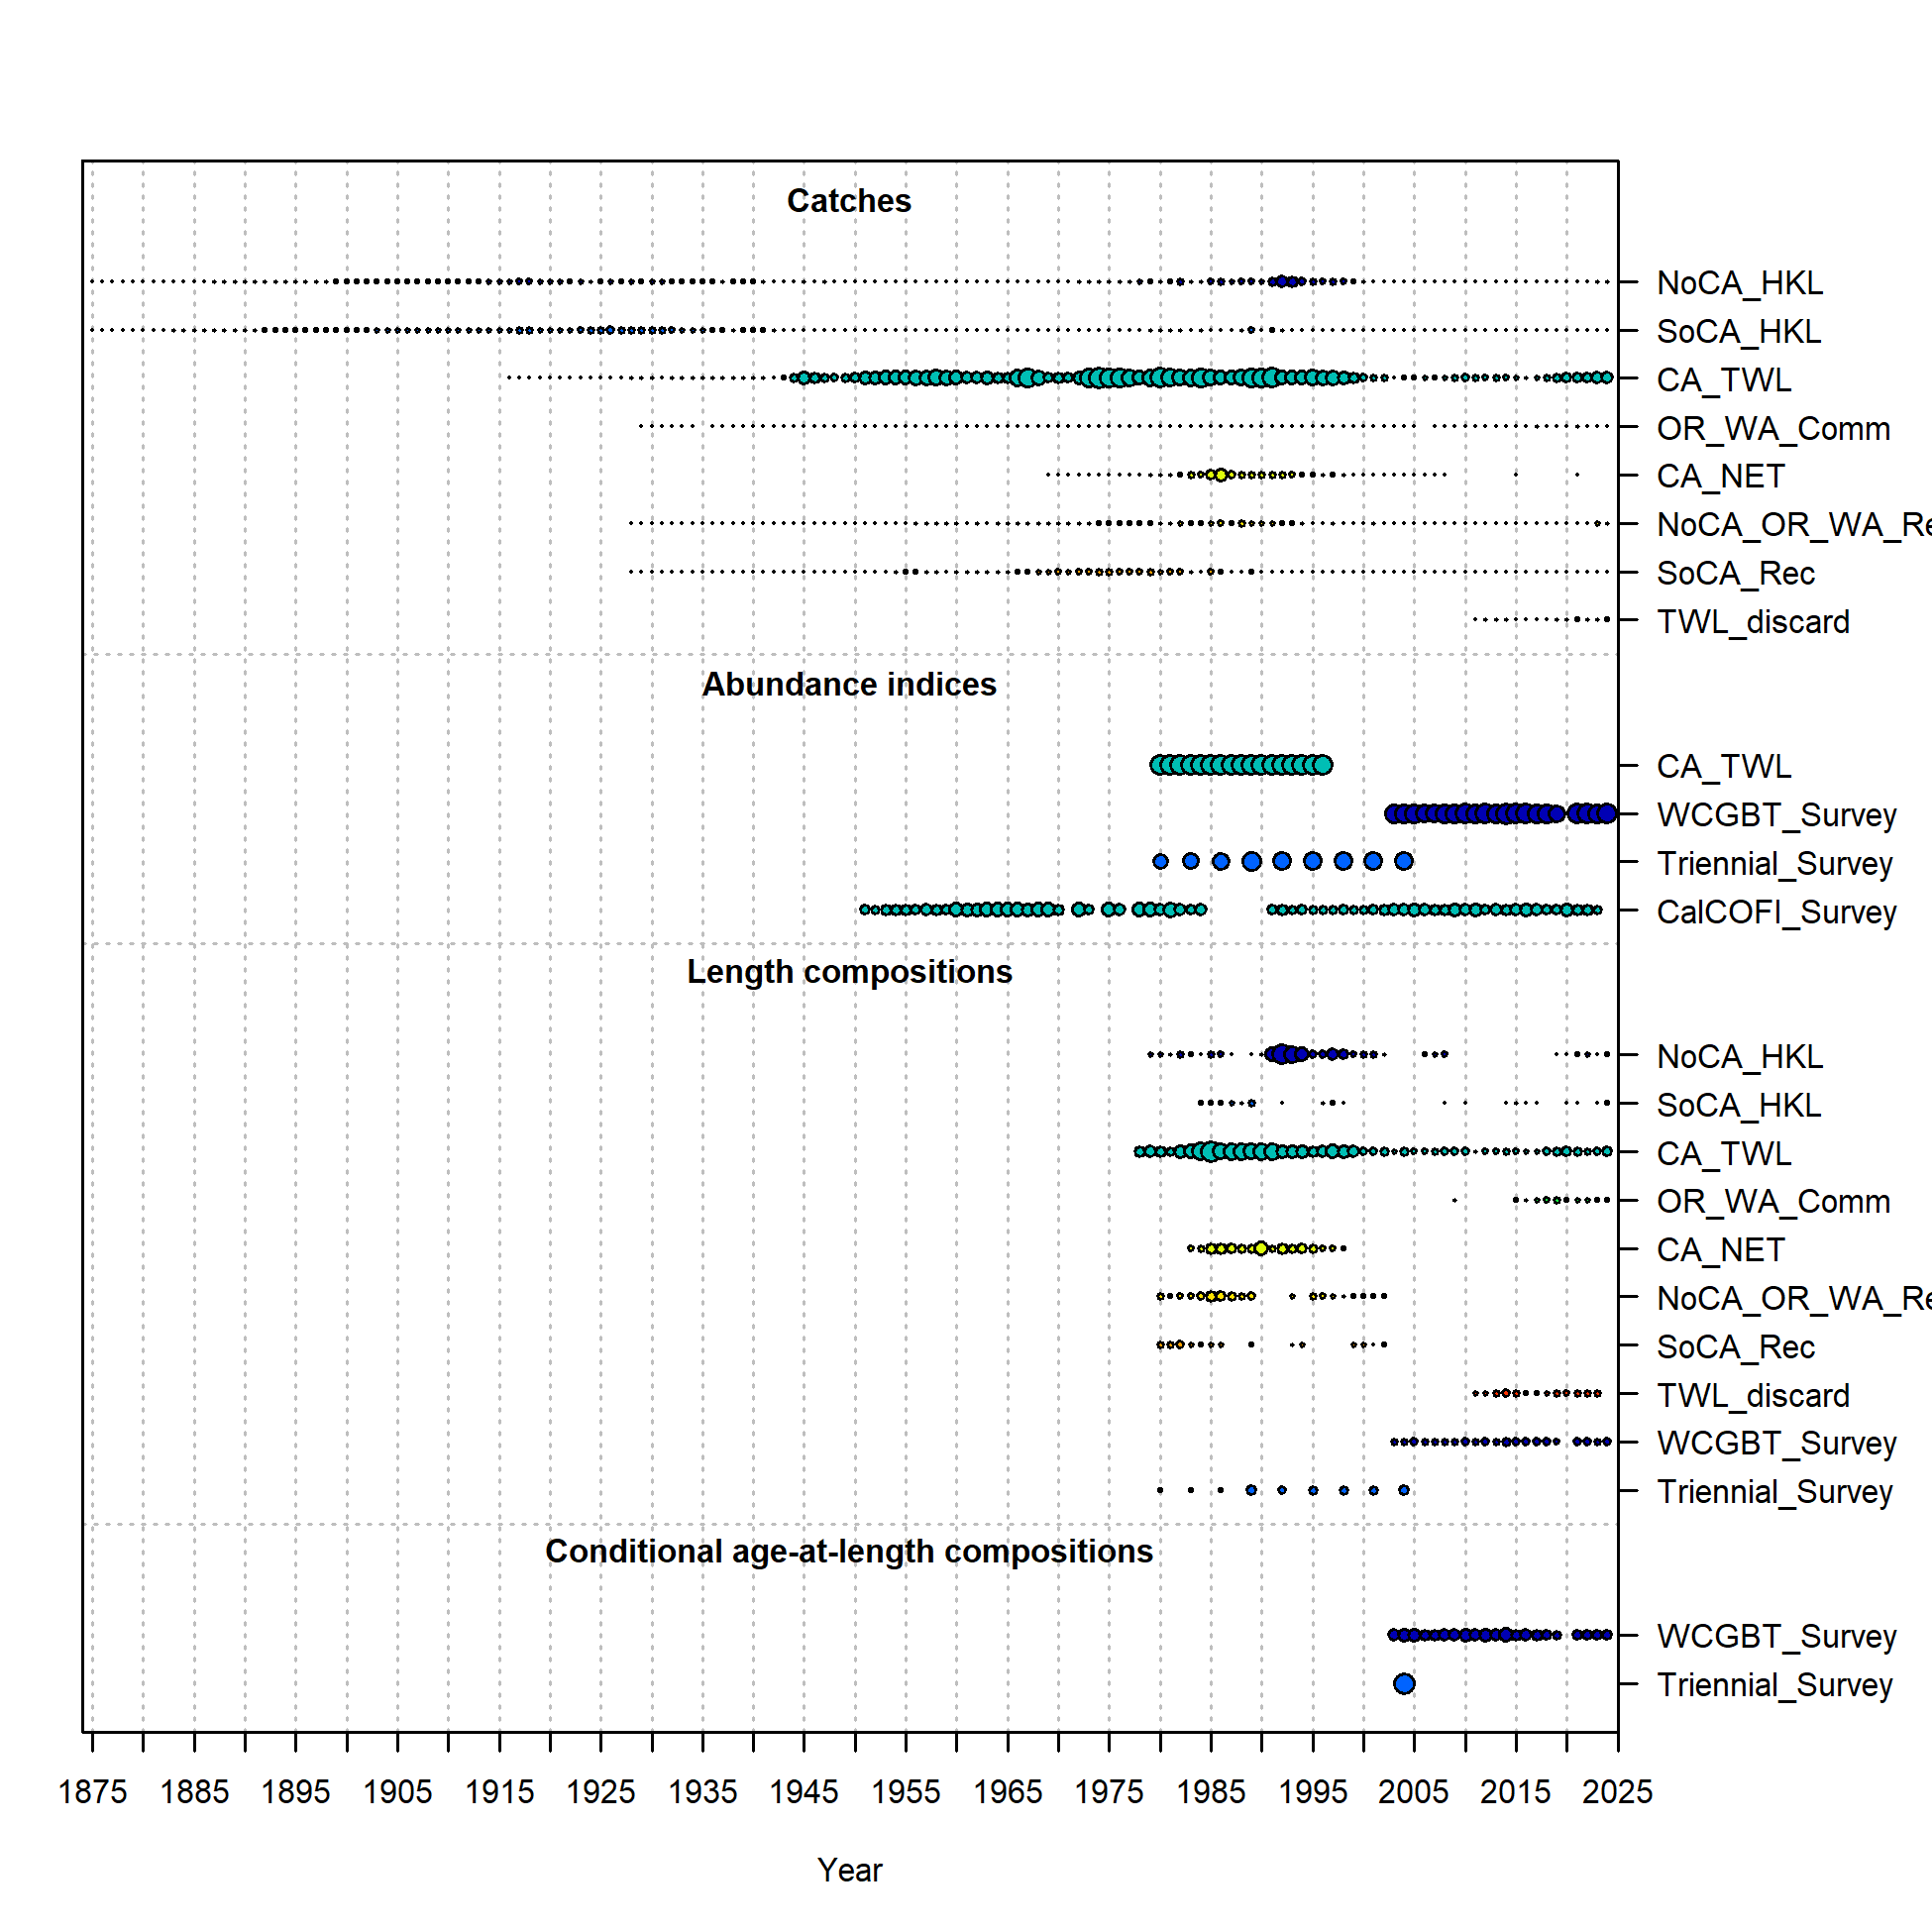 Catches
NoCA_HKL
SoCA_HKL
CA_TWL
OR_WA_Comm
CA_NET
NoCA_OR_WA_Re
SoCA_Rec
TWL_discard
Abundance indices
CA_TWL
WCGBT_Survey
Triennial_Survey
CalCOFI_Survey
Length compositions
NoCA_HKL
SoCA_HKL
CA_TWL
OR_WA_Comm
CA_NET
NoCA_OR_WA_Re
SoCA_Rec
TWL_discard
WCGBT_Survey
Triennial_Survey
Conditional age-at-length compositions
WCGBT_Survey
Triennial_Survey
1875 1885 1895 1905 1915 1925 1935 1945 1955 1965 1975 1985 1995 2005 2015 2025
Year